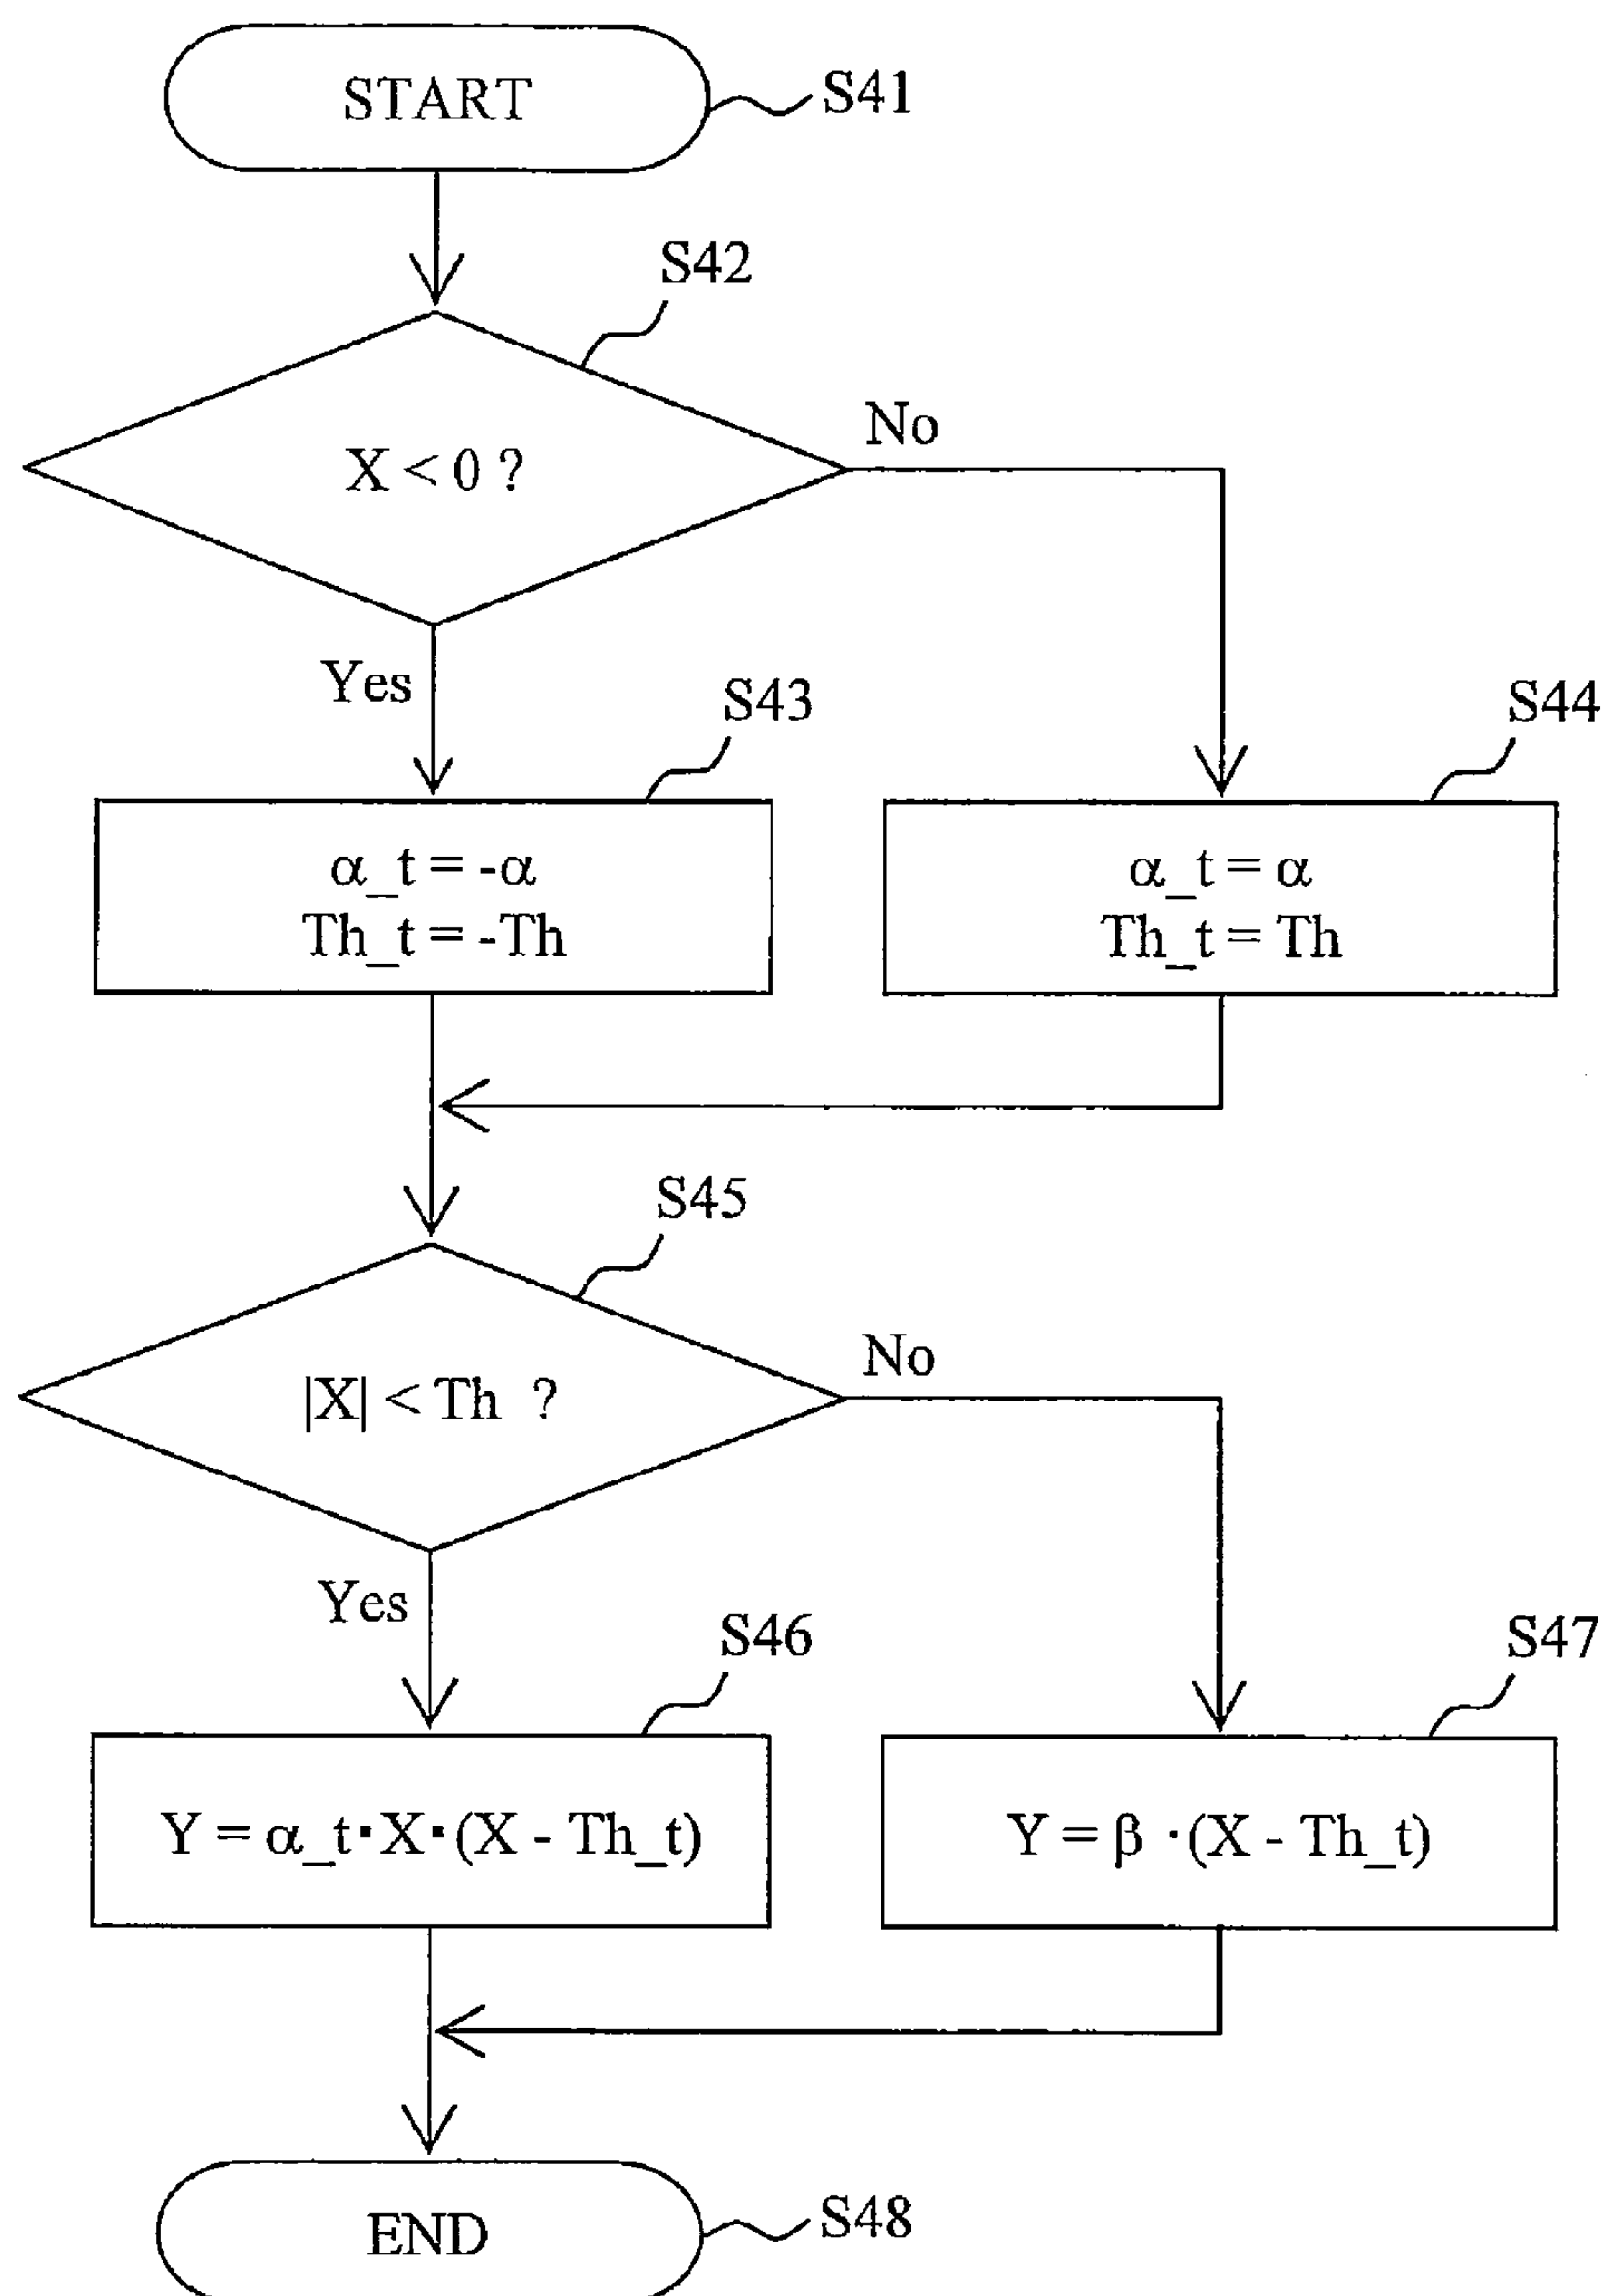 START
S41
S42
X < 0 ?
No
Yes
S43
S44
α_t = -α
Th_t = -Th
α_t = α
Th_t = Th
S45
|X| < Th ?
No
Yes
S46
S47
Y = α_t·X·(X - Th_t)
Y = β ·(X - Th_t)
END
S48